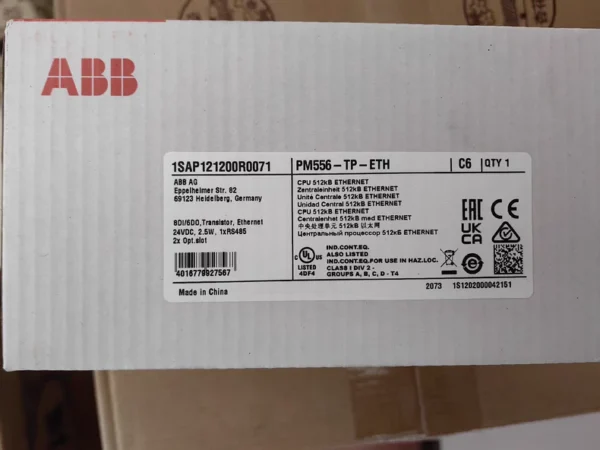 ABB
1SAP121200R0071
PM556-TP-ETH
C6
QTY 1
ABB AG
Eppelheimer Str. 82
69123 Heidelberg, Germany
CPU 512kB ETHERNET
Zentraleinheit 512kB ETHERNET
Unité Centrale 512kB ETHERNET
Unidad Central 512kB ETHERNET
CPU 512kB ETHERNET
Centralenhet 512kB med ETHERNET
中央处理单元 512kB 以太网
Центральный процессор 512кБ ETHERNET
8DI/6DO,Transistor, Ethernet
24VDC, 2.5W, 1xRS485
2x Opt.slot
4016779927567
Made in China
UL
LISTED
4DF4
IND.CONT.EQ.
ALSO LISTED
IND.CONT.EQ. FOR USE IN HAZ.LOC.
CLASS I DIV 2 -
GROUPS A, B, C, D - T4
EAC CE
UK
CA
2073
1S1202000042151